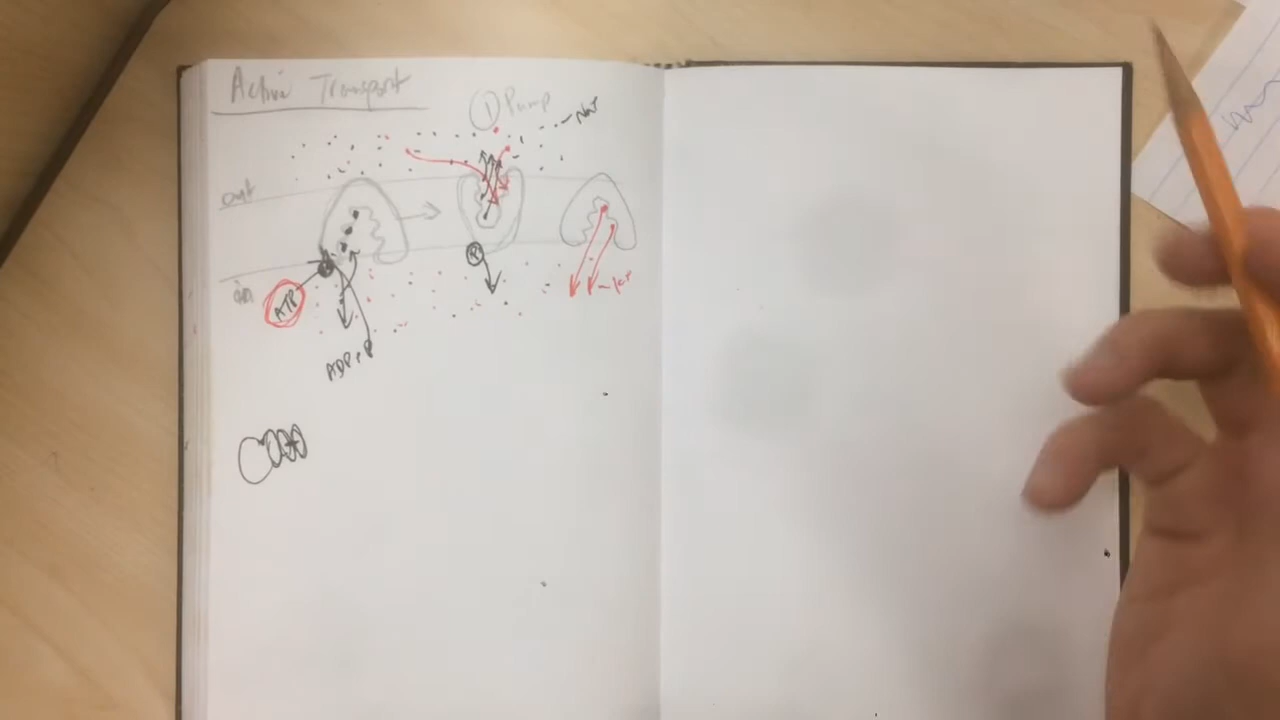 Active Transport
① Pump
Na+
out
in
ATP
P
K+
ADP+P